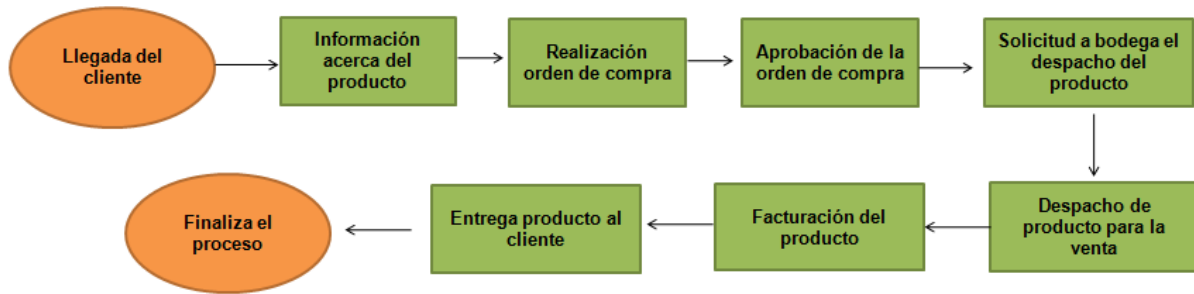 Llegada del
cliente
Información
acerca del
producto
Realización
orden de compra
Aprobación de la
orden de compra
Solicitud a bodega el
despacho del
producto
Despacho de
producto para la
venta
Facturación del
producto
Entrega producto al
cliente
Finaliza el
proceso